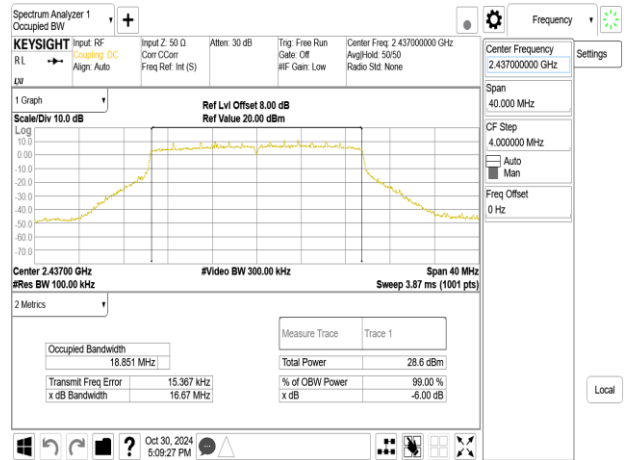 Spectrum Analyzer 1
Occupied BW
+
Frequency
KEYSIGHT
Input: RF
Coupling: DC
Align: Auto
Input Z: 50 Ω
Corr CCorr
Freq Ref: Int (S)
Atten: 30 dB
Trig: Free Run
Gate: Off
#IF Gain: Low
Center Freq: 2.437000000 GHz
Avg|Hold: 50/50
Radio Std: None
RL
LXI
Center Frequency
2.437000000 GHz
Settings
Span
40.000 MHz
CF Step
4.000000 MHz
Auto
Man
Freq Offset
0 Hz
Local
1 Graph
Scale/Div 10.0 dB
Ref Lvl Offset 8.00 dB
Ref Value 20.00 dBm
Log
10.0
0.00
-10.0
-20.0
-30.0
-40.0
-50.0
-60.0
-70.0
Center 2.43700 GHz
#Video BW 300.00 kHz
Span 40 MHz
#Res BW 100.00 kHz
Sweep 3.87 ms (1001 pts)
2 Metrics
Measure Trace
Trace 1
Occupied Bandwidth
18.851 MHz
Total Power
28.6 dBm
Transmit Freq Error
15.367 kHz
% of OBW Power
99.00 %
x dB Bandwidth
16.67 MHz
x dB
-6.00 dB
?
Oct 30, 2024
5:09:27 PM